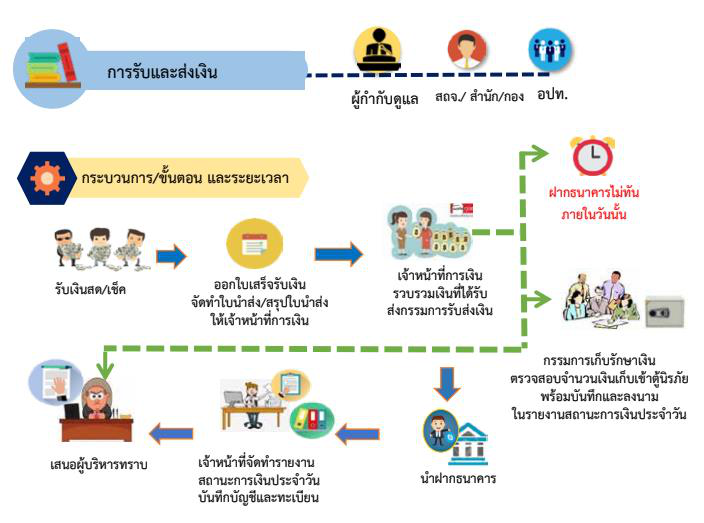 การรับและส่งเงิน
ผู้กำกับดูแล
สถจ./ สำนัก/กอง
อปท.
กระบวนการ/ขั้นตอน และระยะเวลา
ฝากธนาคารไม่ทัน
ภายในวันนั้น
รับเงินสด/เช็ค
ออกใบเสร็จรับเงิน
จัดทำใบนำส่ง/สรุปใบนำส่ง
ให้เจ้าหน้าที่การเงิน
เจ้าหน้าที่การเงิน
รวบรวมเงินที่ได้รับ
ส่งกรรมการรับส่งเงิน
กรรมการเก็บรักษาเงิน
ตรวจสอบจำนวนเงินเก็บเข้าตู้นิรภัย
พร้อมบันทึกและลงนาม
ในรายงานสถานะการเงินประจำวัน
เสนอผู้บริหารทราบ
เจ้าหน้าที่จัดทำรายงาน
สถานะการเงินประจำวัน
บันทึกบัญชีและทะเบียน
นำฝากธนาคาร